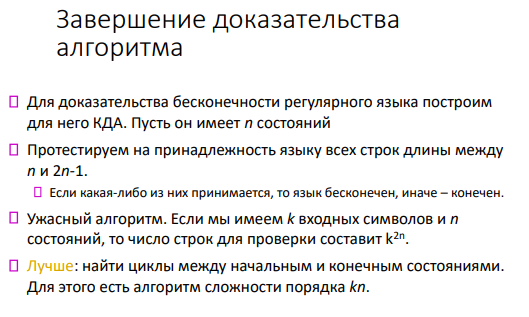 Завершение доказательства
алгоритма
Для доказательства бесконечности регулярного языка построим
для него КДА. Пусть он имеет n состояний
Протестируем на принадлежность языку всех строк длины между
n и 2n-1.
Если какая-либо из них принимается, то язык бесконечен, иначе – конечен.
Ужасный алгоритм. Если мы имеем k входных символов и n
состояний, то число строк для проверки составит k²ⁿ.
Лучше: найти циклы между начальным и конечным состояниями.
Для этого есть алгоритм сложности порядка kn.